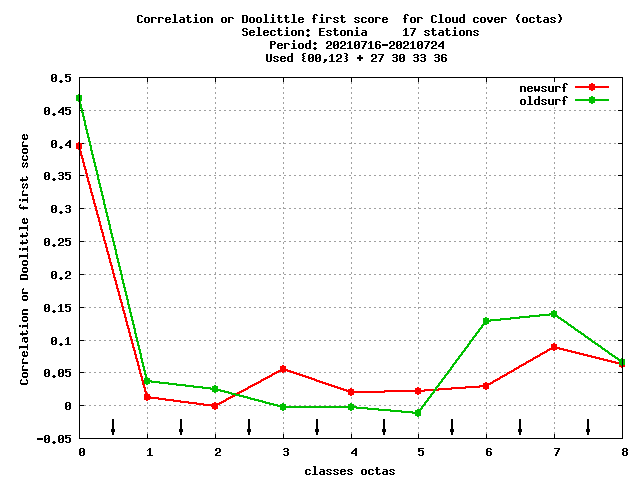 Correlation or Doolittle first score  for Cloud cover (octas)
Selection: Estonia     17 stations
Period: 20210716-20210724
Used {00,12} + 27 30 33 36
newsurf
oldsurf
Correlation or Doolittle first score
0.5
0.45
0.4
0.35
0.3
0.25
0.2
0.15
0.1
0.05
0
-0.05
0 1 2 3 4 5 6 7 8
classes octas